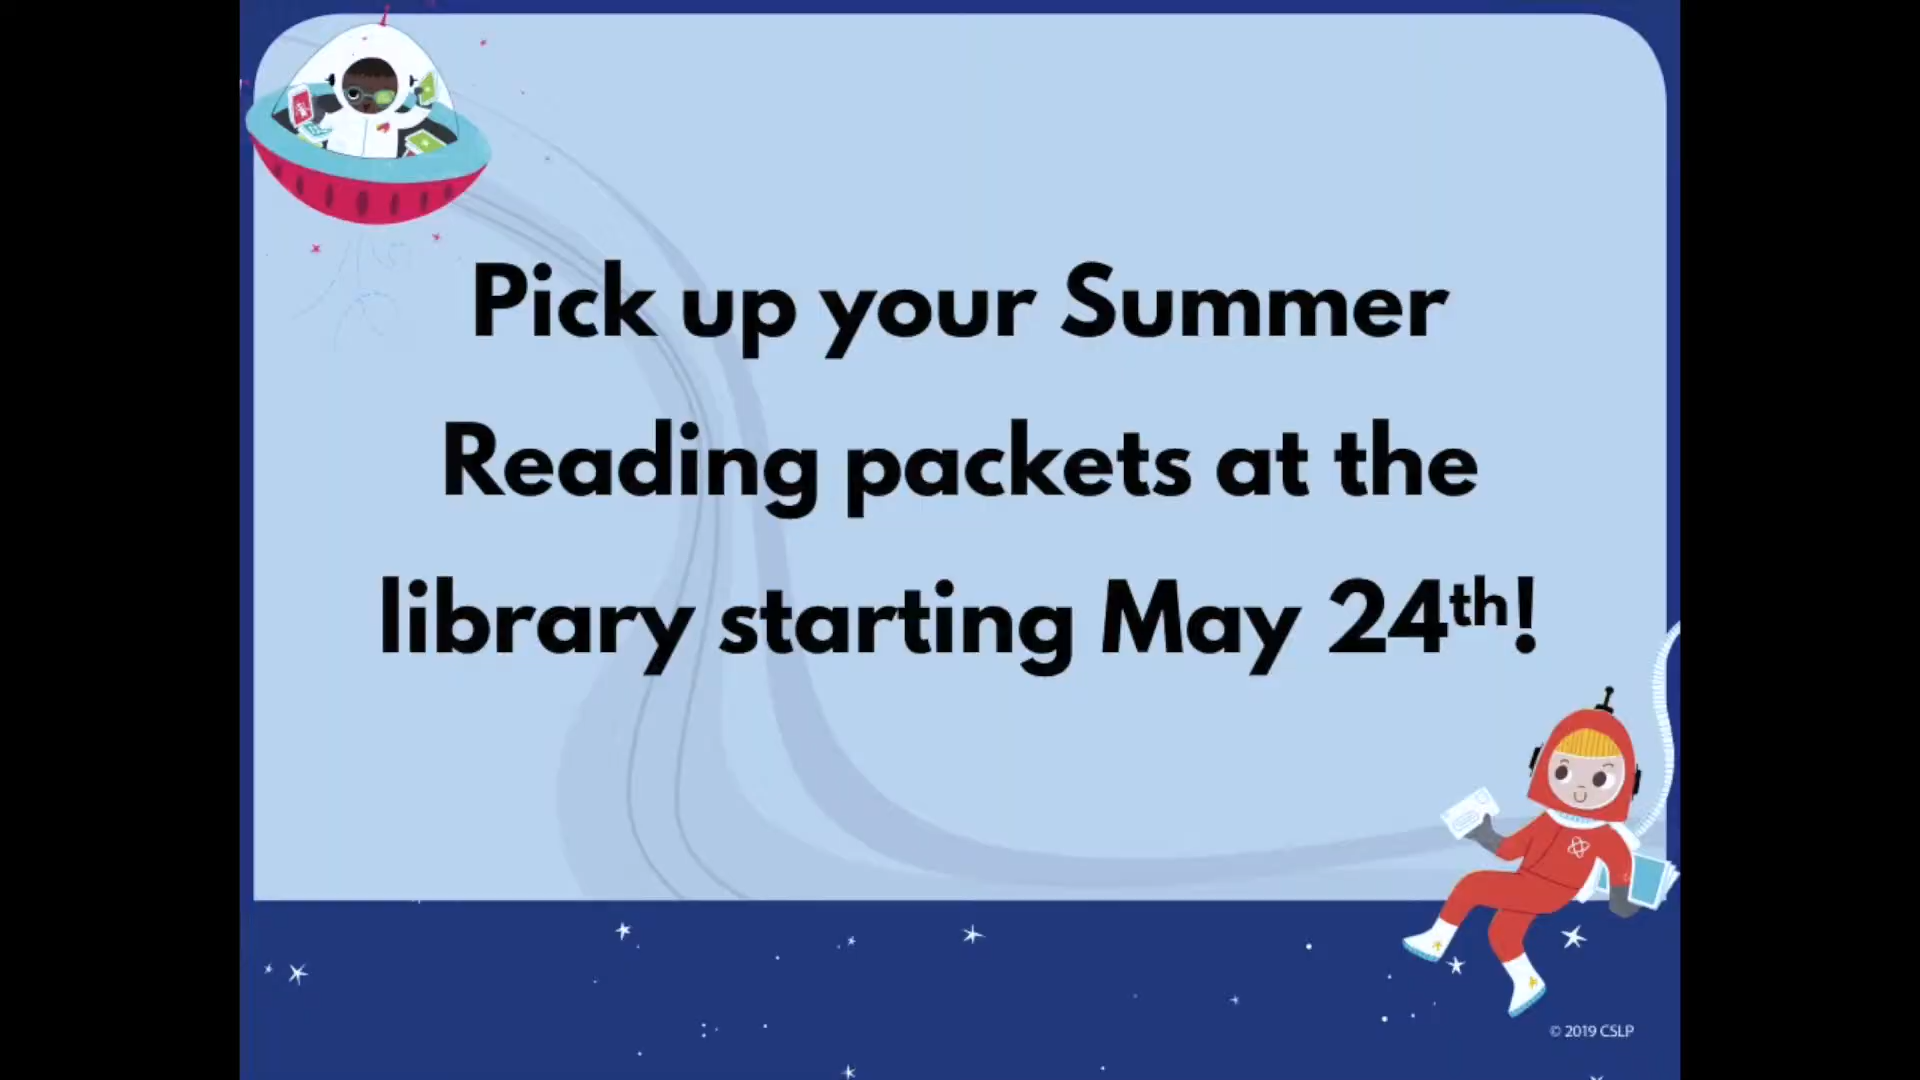 Pick up your Summer
Reading packets at the
library starting May 24th!
© 2019 CSLP